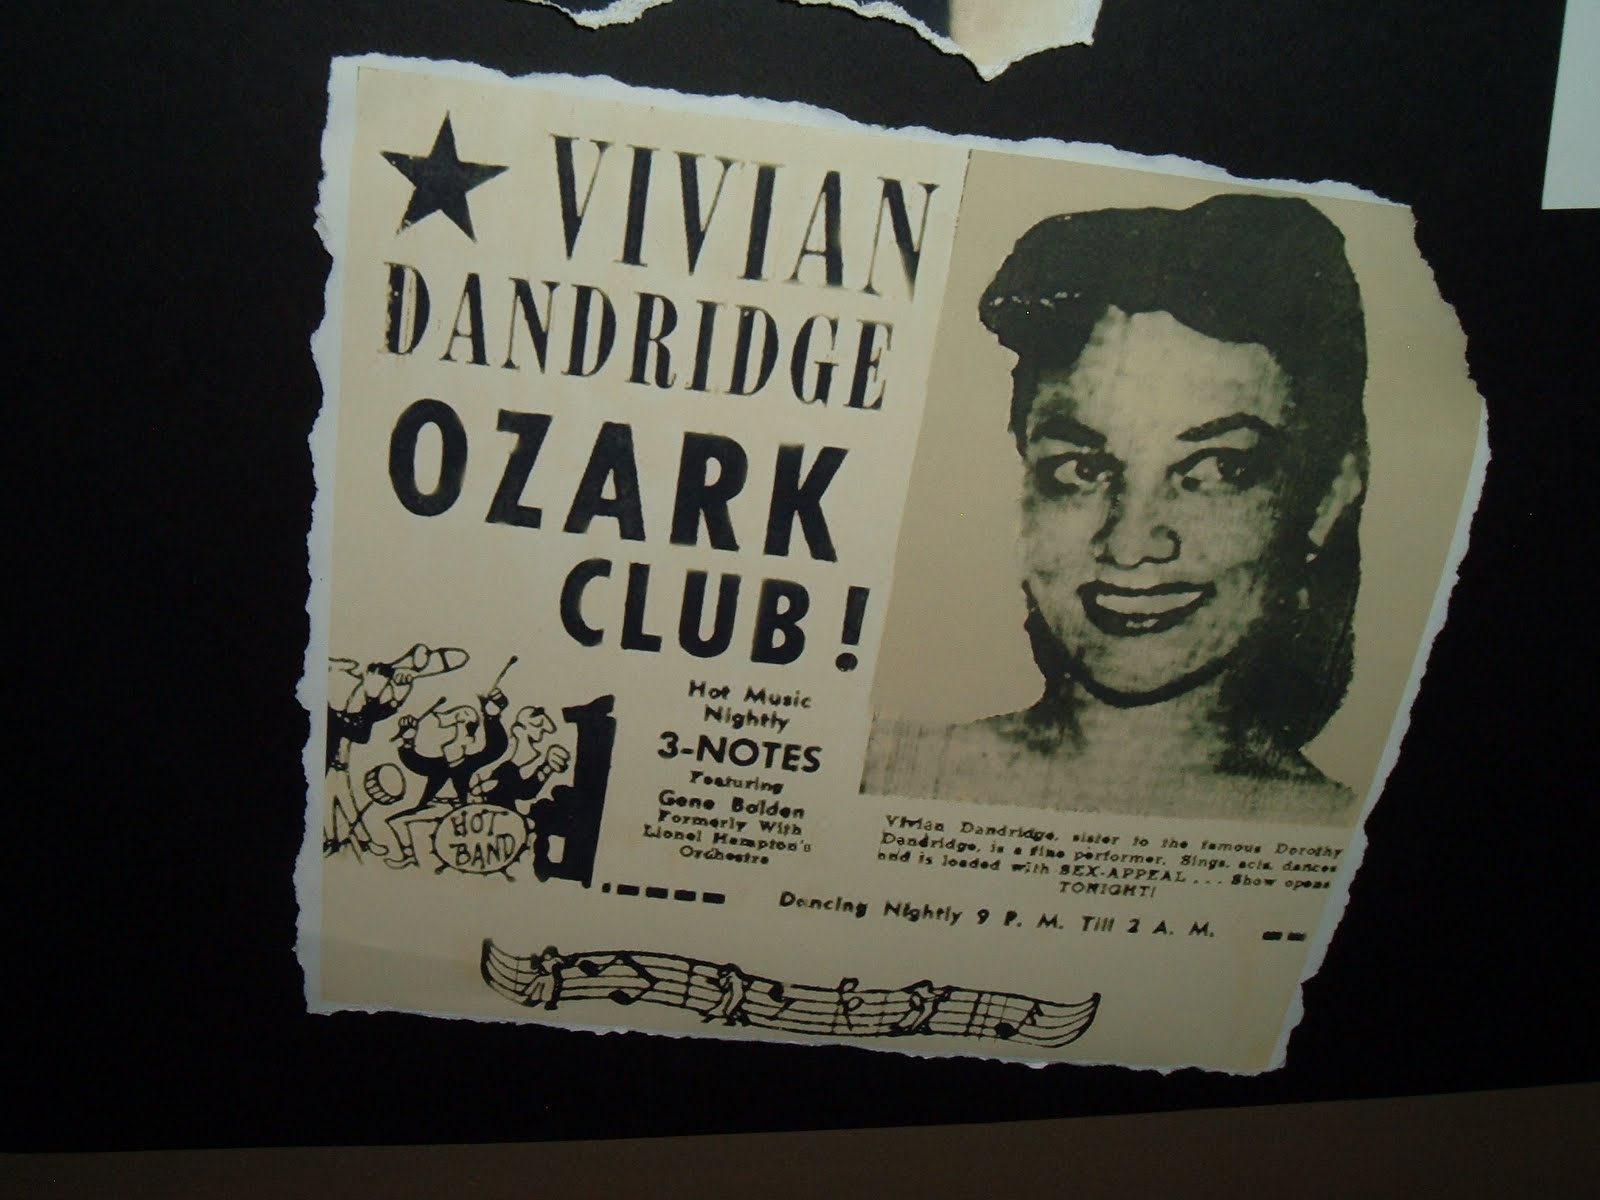 VIVIAN
DANDRIDGE
OZARK
CLUB!
Hot Music
Nightly
3-NOTES
Featuring
Gene Bolden
Formerly With
Lionel Hampton's
Orchestra
HOT
BAND
Vivian Dandridge, sister to the famous Dorothy
Dandridge, is a fine performer. Sings, acts, dances
and is loaded with SEX-APPEAL . . . Show opens
TONIGHT!
Dancing Nightly 9 P. M. Till 2 A. M.